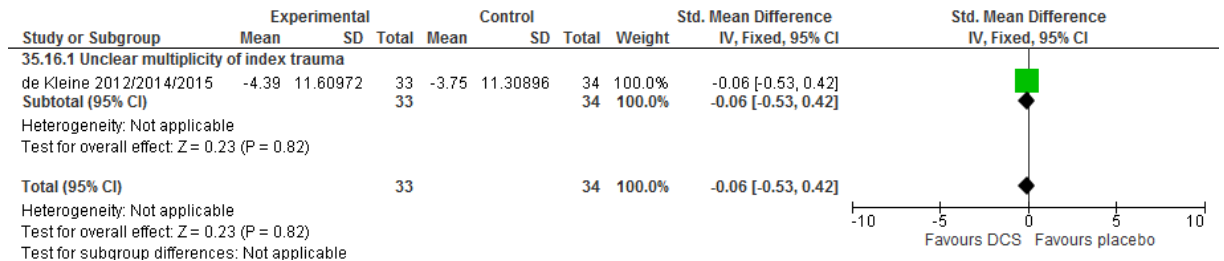 Experimental Control Std. Mean Difference Std. Mean Difference
Study or Subgroup Mean SD Total Mean SD Total Weight IV, Fixed, 95% CI IV, Fixed, 95% CI
35.16.1 Unclear multiplicity of index trauma
de Kleine 2012/2014/2015 -4.39 11.60972 33 -3.75 11.30896 34 100.0% -0.06 [-0.53, 0.42]
Subtotal (95% CI) 33 34 100.0% -0.06 [-0.53, 0.42]
Heterogeneity: Not applicable
Test for overall effect: Z = 0.23 (P = 0.82)
Total (95% CI) 33 34 100.0% -0.06 [-0.53, 0.42]
Heterogeneity: Not applicable
Test for overall effect: Z = 0.23 (P = 0.82)
Test for subgroup differences: Not applicable
-10 -5 0 5 10
Favours DCS Favours placebo